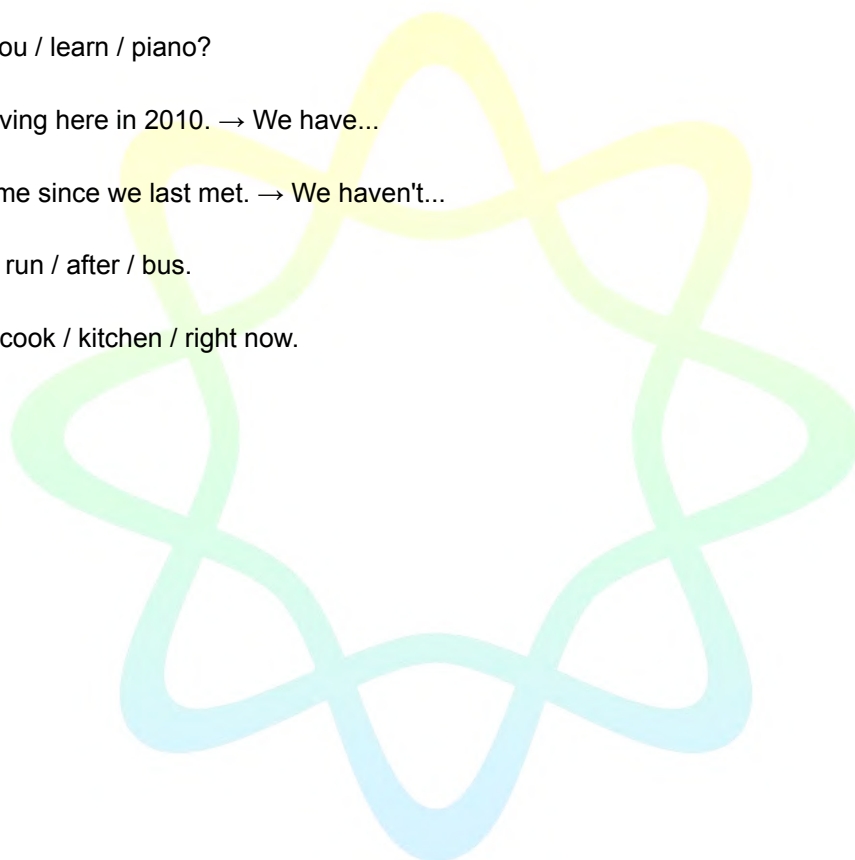 ou / learn / piano?
ving here in 2010. → We have...
me since we last met. → We haven't...
run / after / bus.
cook / kitchen / right now.